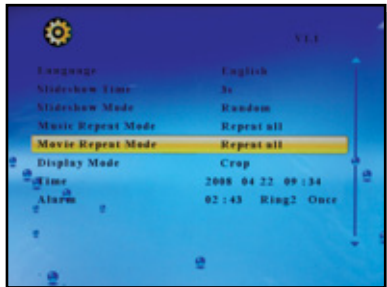 V1.1
Language English
Slideshow Time 3s
Slideshow Mode Random
Music Repeat Mode Repeat all
Movie Repeat Mode Repeat all
Display Mode Crop
Time 2008 04 22 09 : 34
Alarm 02 : 43 Ring2 Once